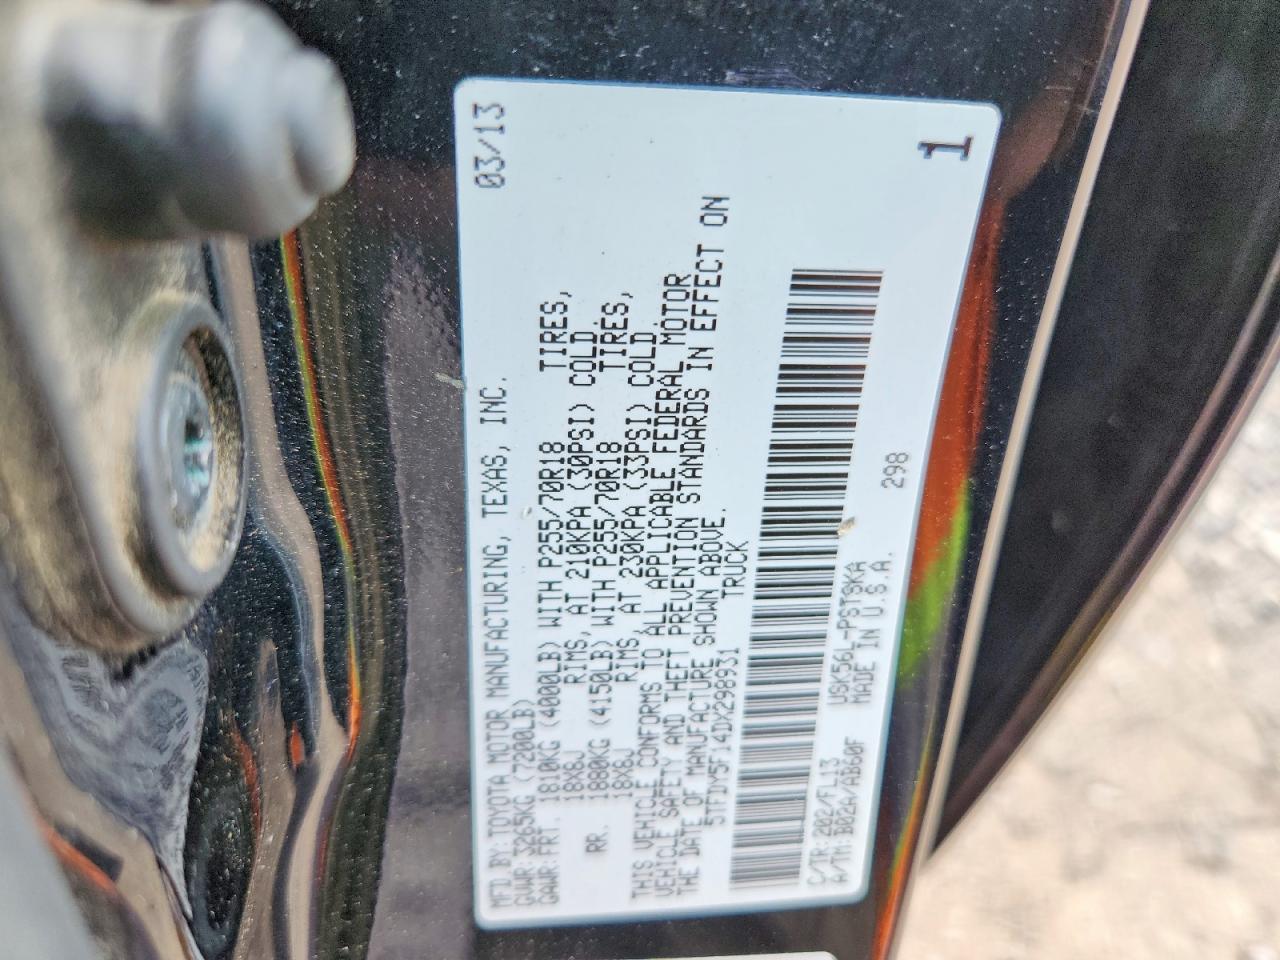 MFD BY: TOYOTA MOTOR MANUFACTURING, TEXAS, INC. 03/13
GVWR: 3265KG (7200LB)
GAWR: FRT. 1810KG (4000LB) WITH P255/70R18 TIRES,
18X8J RIMS, AT 210KPA (30PSI) COLD.
RR. 1880KG (4150LB) WITH P255/70R18 TIRES,
18X8J RIMS, AT 230KPA (33PSI) COLD.
THIS VEHICLE CONFORMS TO ALL APPLICABLE FEDERAL MOTOR
VEHICLE SAFETY AND THEFT PREVENTION STANDARDS IN EFFECT ON
THE DATE OF MANUFACTURE SHOWN ABOVE.
5TFDW5F14DX298931 TRUCK
C/TR: 202/FL13 USK56L-PSTSKA
A/TM: B02A/AB60F MADE IN U.S.A.
298
1